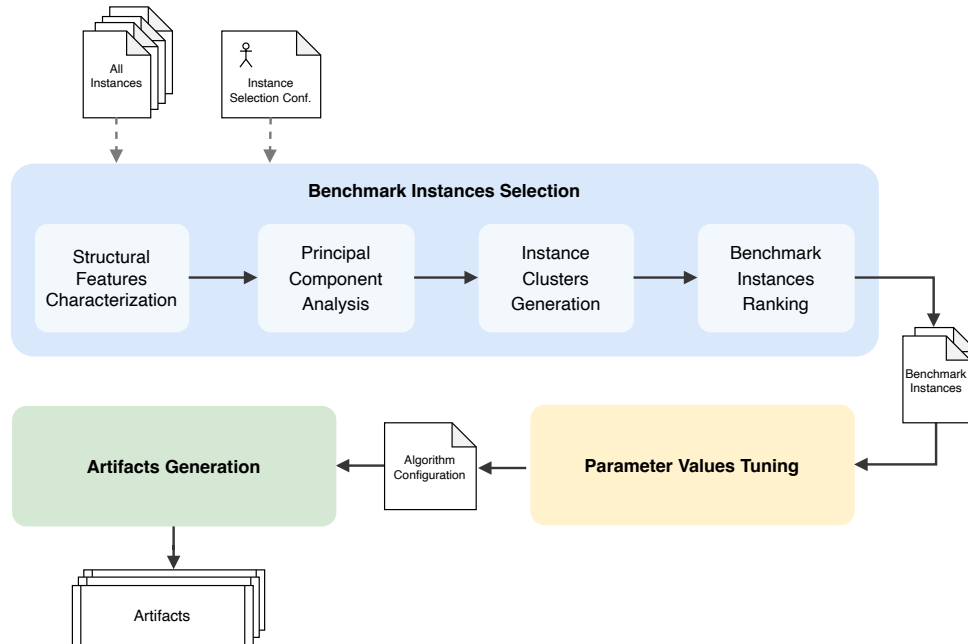 All
Instances
Instance
Selection Conf.
Benchmark Instances Selection
Structural
Features
Characterization
Principal
Component
Analysis
Instance
Clusters
Generation
Benchmark
Instances
Ranking
Benchmark
Instances
Artifacts Generation
Algorithm
Configuration
Parameter Values Tuning
Artifacts